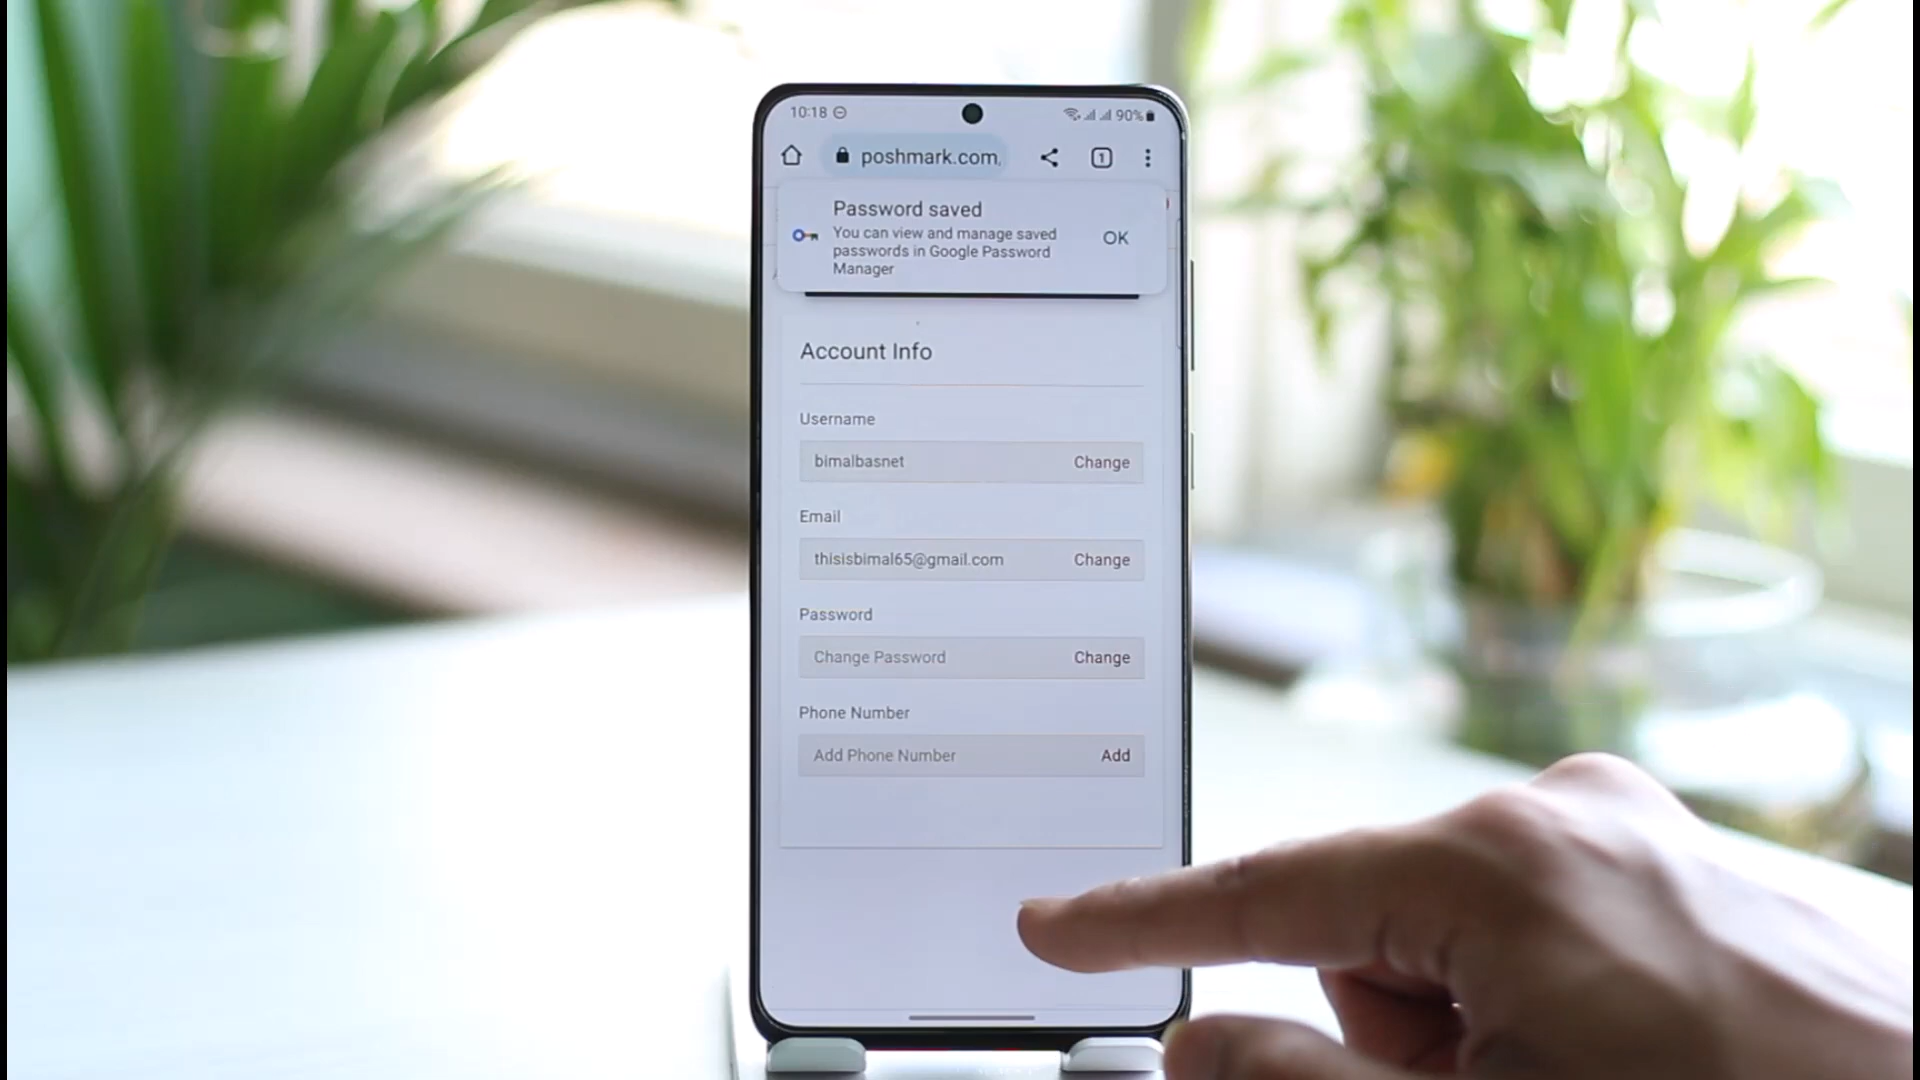 10:18
90%
poshmark.com
1
Password saved
You can view and manage saved
passwords in Google Password
Manager
OK
Account Info
Username
bimalbasnet Change
Email
thisisbimal65@gmail.com Change
Password
Change Password Change
Phone Number
Add Phone Number Add